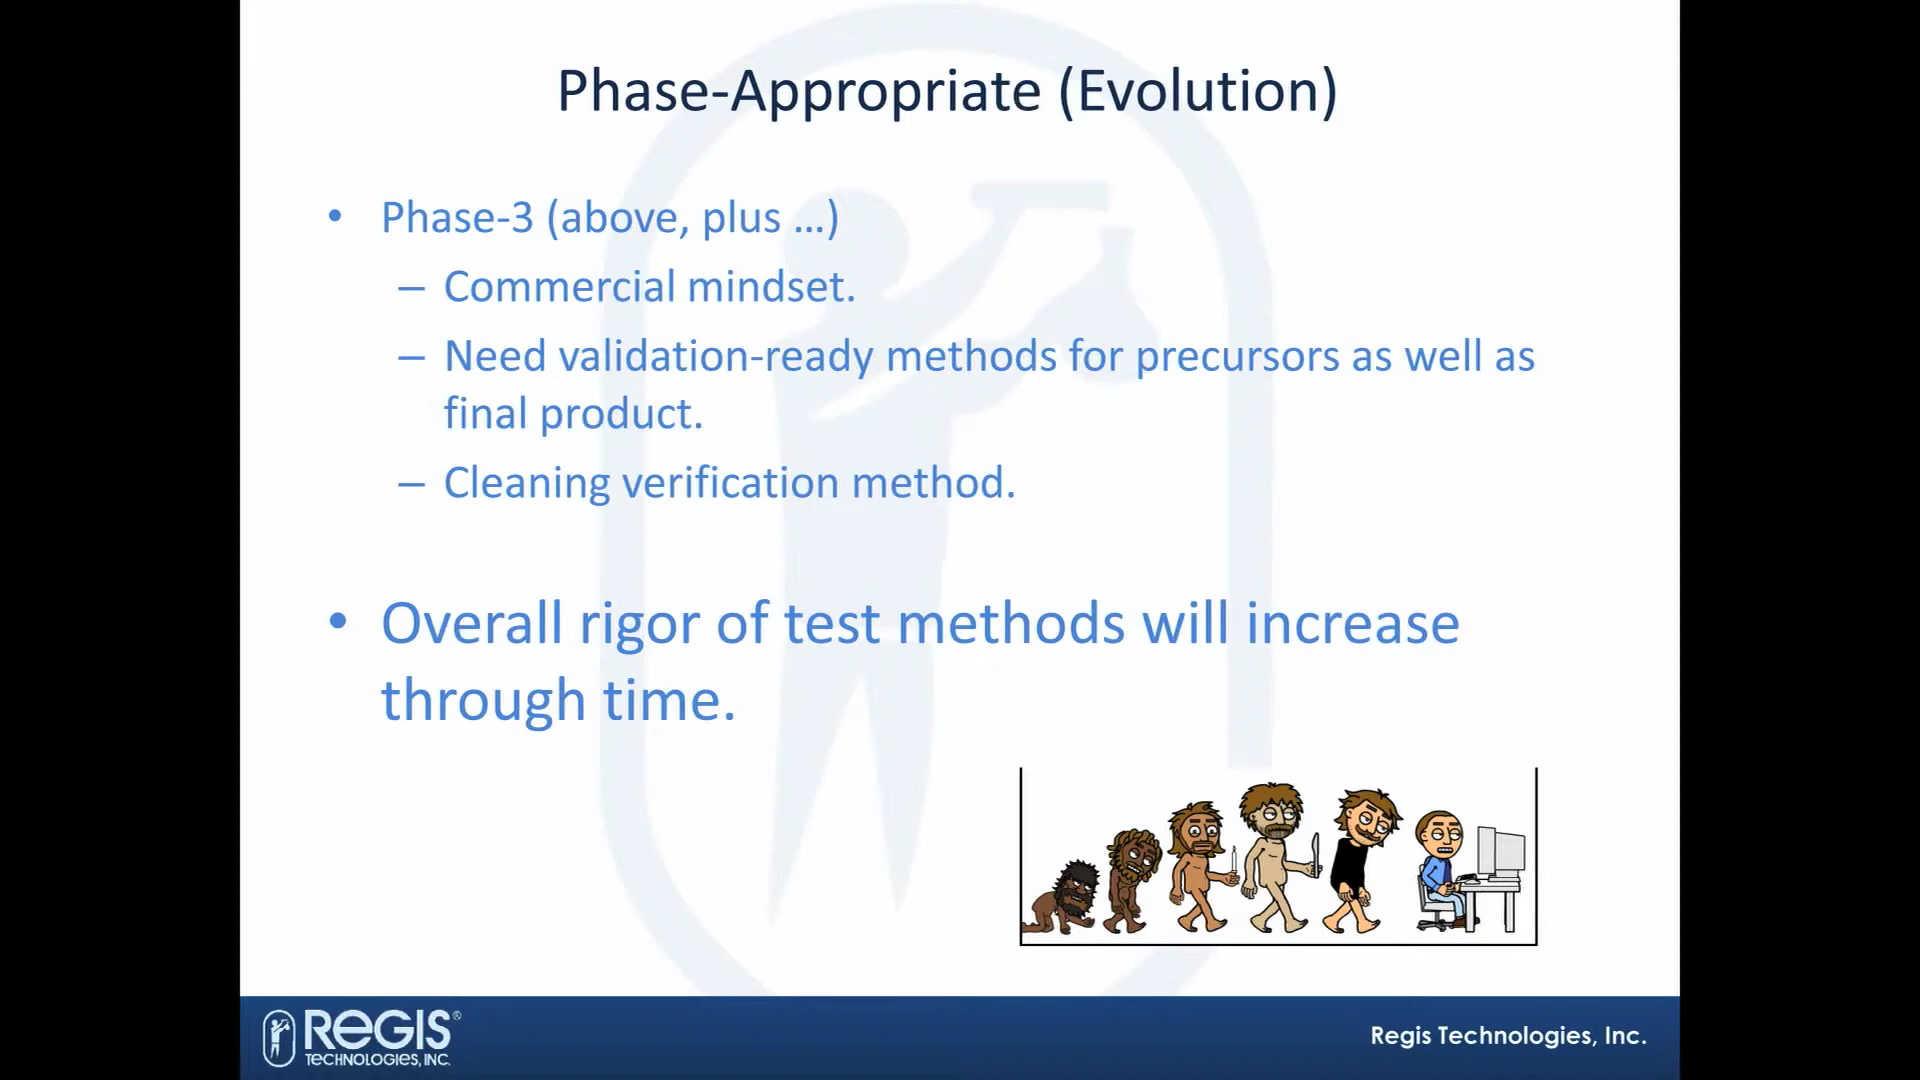 Phase-Appropriate (Evolution)
• Phase-3 (above, plus …)
– Commercial mindset.
– Need validation-ready methods for precursors as well as
final product.
– Cleaning verification method.
• Overall rigor of test methods will increase
through time.
REGIS®
TECHNOLOGIES, INC.
Regis Technologies, Inc.